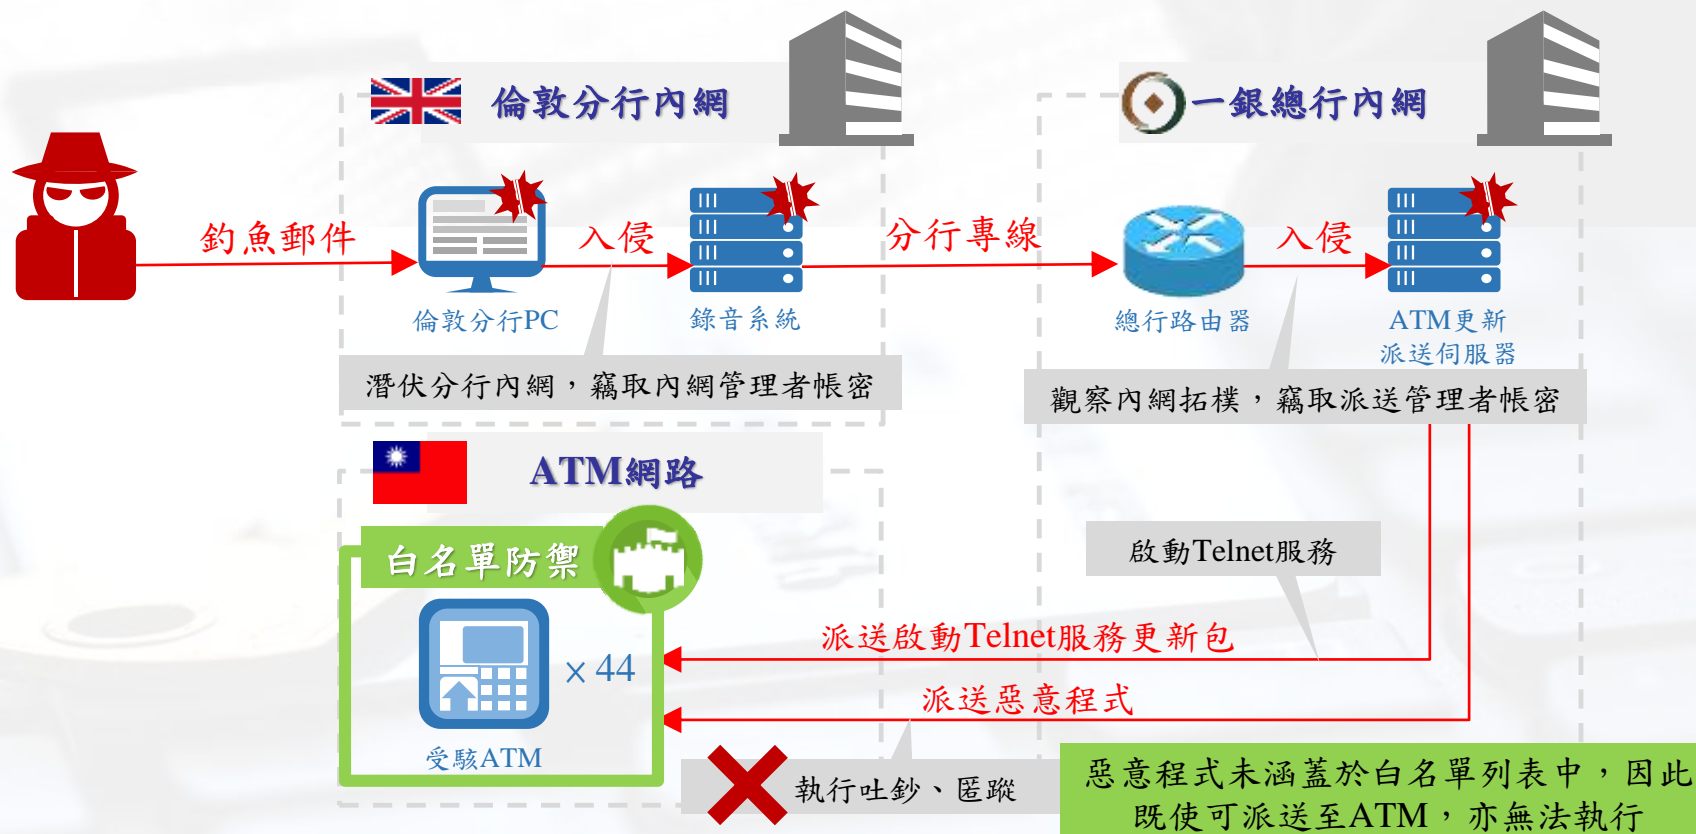 倫敦分行內網
一銀總行內網
釣魚郵件
入侵
分行專線
入侵
倫敦分行PC
錄音系統
總行路由器
ATM更新
派送伺服器
潛伏分行內網，竊取內網管理者帳密
觀察內網拓樸，竊取派送管理者帳密
ATM網路
白名單防禦
啟動Telnet服務
派送啟動Telnet服務更新包
×44
派送惡意程式
受駭ATM
執行吐鈔、匿蹤
惡意程式未涵蓋於白名單列表中，因此
既使可派送至ATM，亦無法執行